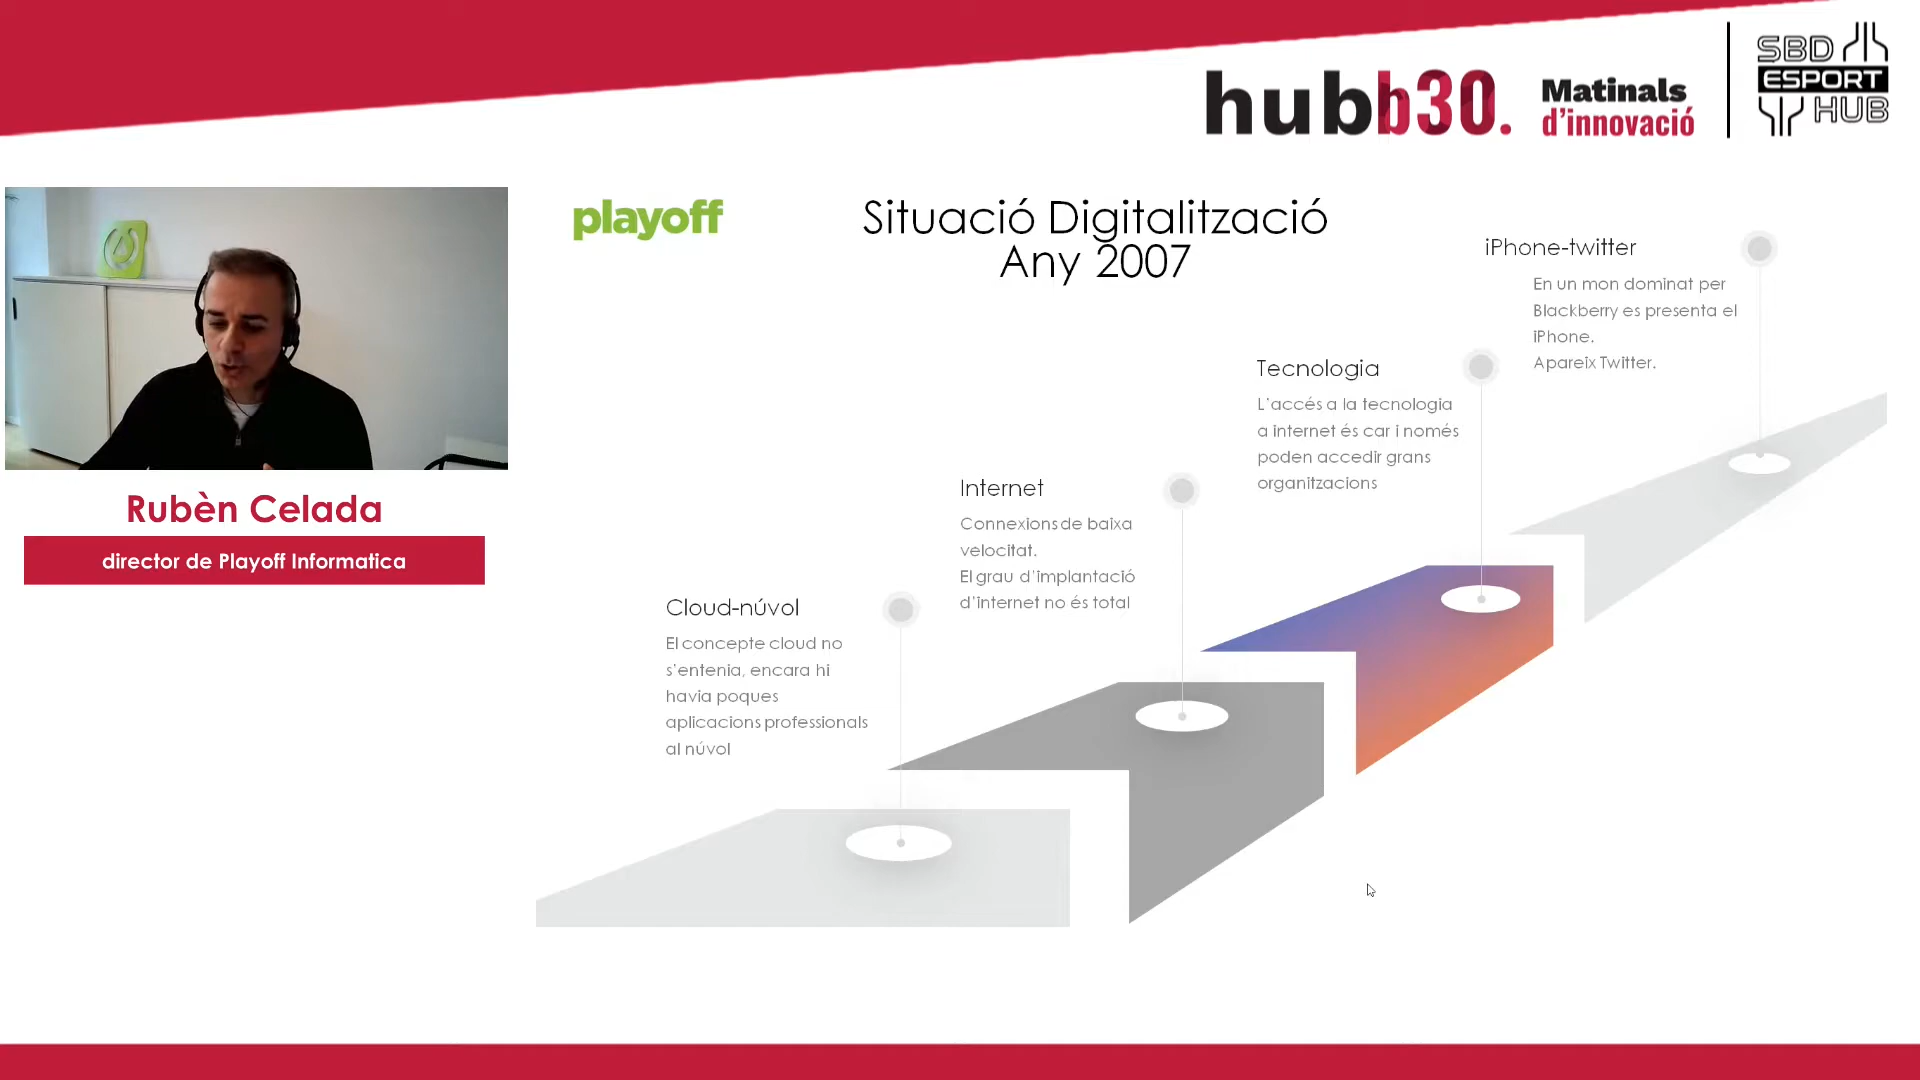 hubb30.
Matinals
d'innovació
SBD
ESPORT
HUB
playoff
Situació Digitalització
Any 2007
iPhone-twitter
En un mon dominat per
Blackberry es presenta el
iPhone.
Apareix Twitter.
Tecnologia
L'accés a la tecnologia
a internet és car i només
poden accedir grans
organitzacions
Internet
Connexions de baixa
velocitat.
El grau d'implantació
d'internet no és total
Cloud-núvol
El concepte cloud no
s'entenia, encara hi
havia poques
aplicacions professionals
al núvol
Rubèn Celada
director de Playoff Informatica